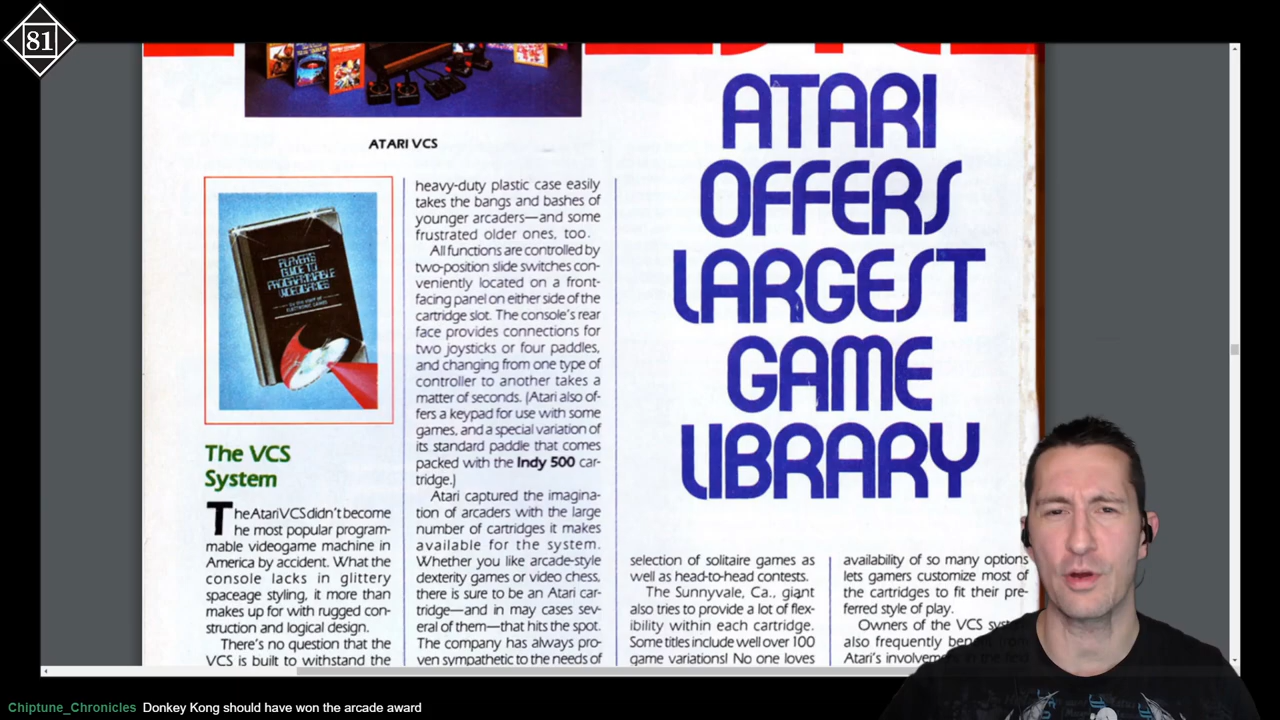 81
ATARI VCS
PLAYER'S
GUIDE TO
PROGRAMMABLE
VIDEOGAMES
by the staff of
ELECTRONIC GAMES
The VCS
System
The Atari VCS didn't become
he most popular program-
mable videogame machine in
America by accident. What the
console lacks in glittery
spaceage styling, it more than
makes up for with rugged con-
struction and logical design.
There's no question that the
VCS is built to withstand the
heavy-duty plastic case easily
takes the bangs and bashes of
younger arcaders—and some
frustrated older ones, too.
All functions are controlled by
two-position slide switches con-
veniently located on a front-
facing panel on either side of the
cartridge slot. The console's rear
face provides connections for
two joysticks or four paddles,
and changing from one type of
controller to another takes a
matter of seconds. (Atari also of-
fers a keypad for use with some
games, and a special variation of
its standard paddle that comes
packed with the Indy 500 car-
tridge.)
Atari captured the imagina-
tion of arcaders with the large
number of cartridges it makes
available for the system.
Whether you like arcade-style
dexterity games or video chess,
there is sure to be an Atari car-
tridge—and in may cases sev-
eral of them—that hits the spot.
The company has always pro-
ven sympathetic to the needs of
ATARI
OFFERS
LARGEST
GAME
LIBRARY
selection of solitaire games as
well as head-to-head contests.
The Sunnyvale, Ca., giant
also tries to provide a lot of flex-
ibility within each cartridge.
Some titles include well over 100
game variations! No one loves
availability of so many options
lets gamers customize most of
the cartridges to fit their pre-
ferred style of play.
Owners of the VCS
also frequently
Atari's involvement in the
Chiptune_Chronicles Donkey Kong should have won the arcade award